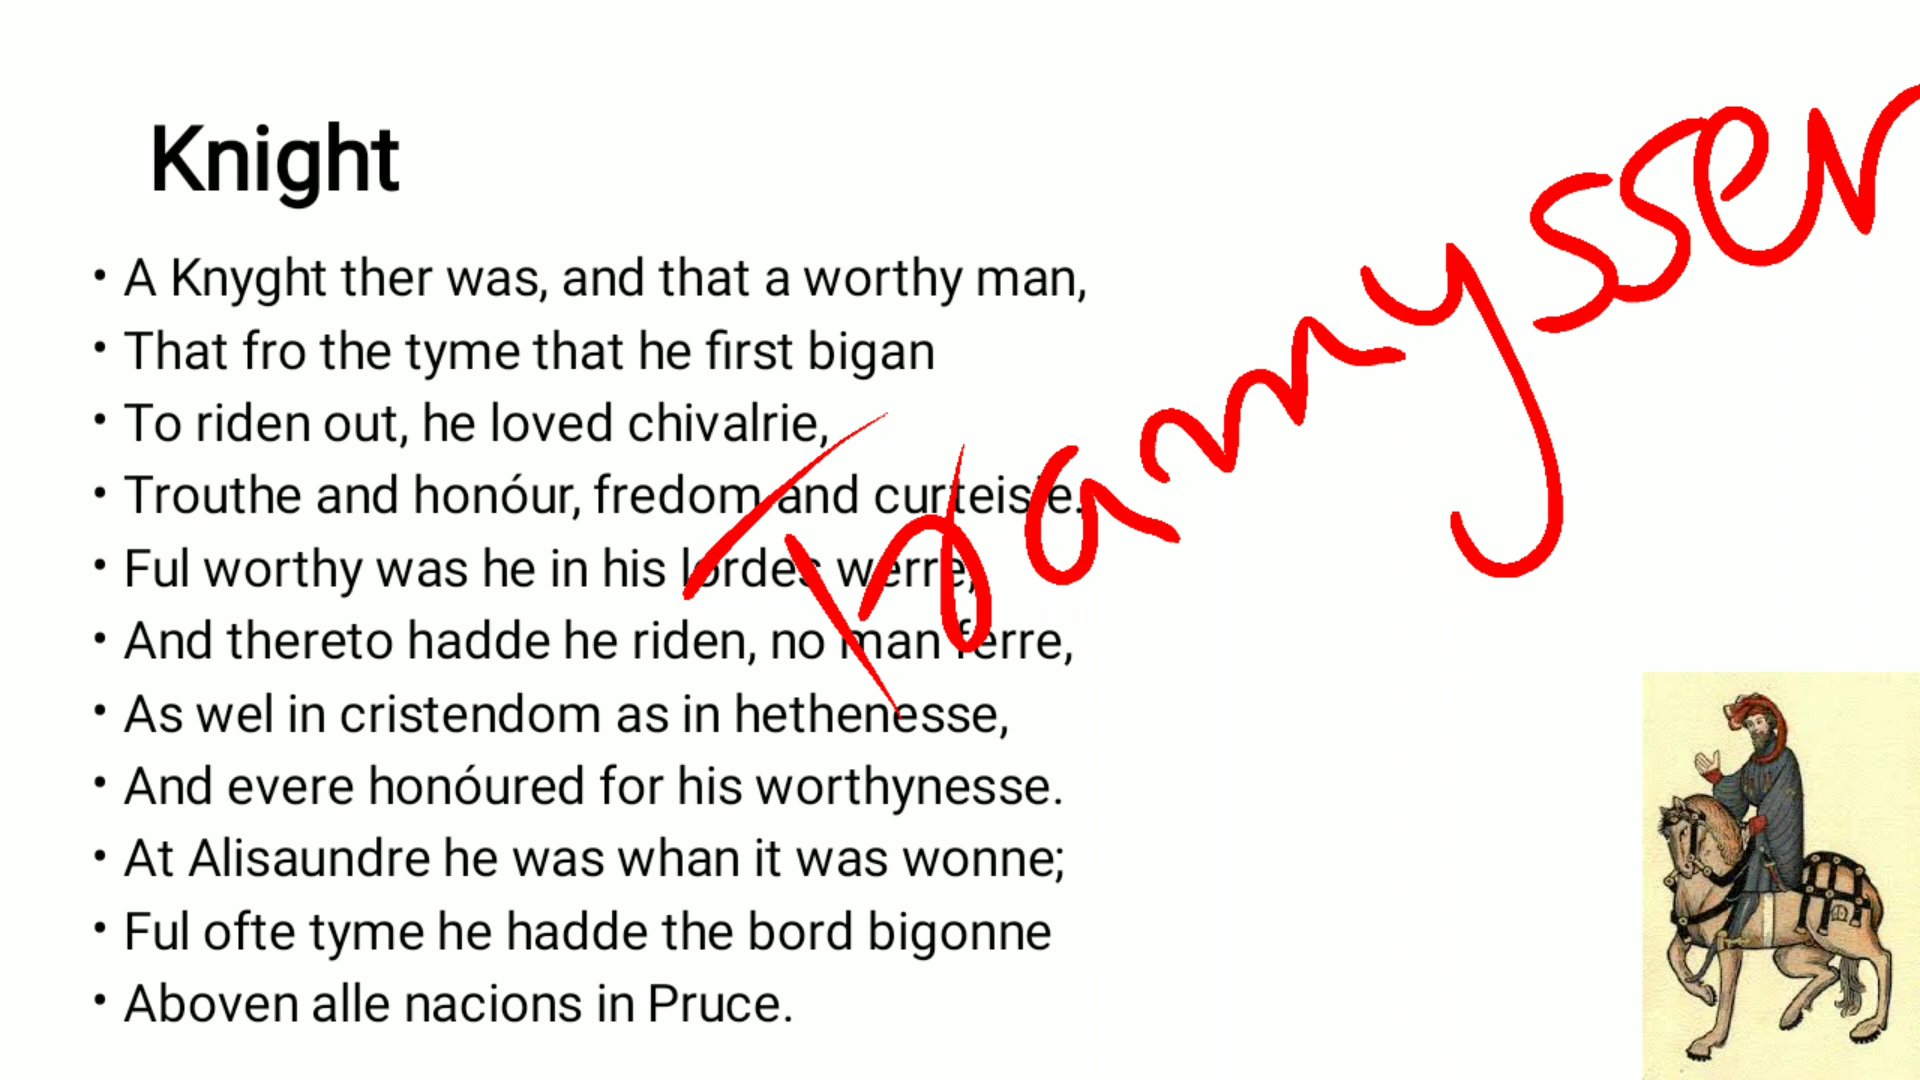 Knight
• A Knyght ther was, and that a worthy man,
• That fro the tyme that he first bigan
• To riden out, he loved chivalrie,
• Trouthe and honóur, fredom and curteisie.
• Ful worthy was he in his lordes werre,
• And thereto hadde he riden, no man ferre,
• As wel in cristendom as in hethenesse,
• And evere honóured for his worthynesse.
• At Alisaundre he was whan it was wonne;
• Ful ofte tyme he hadde the bord bigonne
• Aboven alle nacions in Pruce.